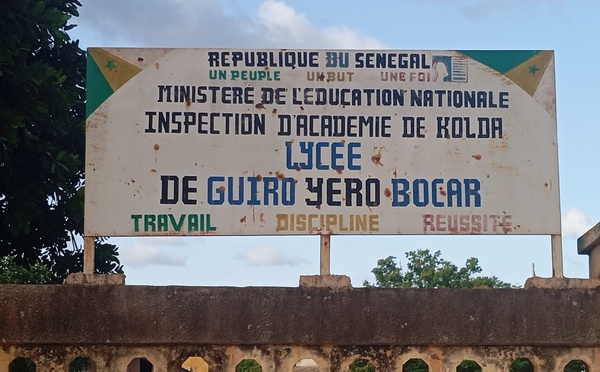 REPUBLIQUE DU SENEGAL
UN PEUPLE UN BUT UNE FOI
MINISTERE DE L'EDUCATION NATIONALE
INSPECTION D'ACADEMIE DE KOLDA
LYCEE
DE GUIRO YERO BOCAR
TRAVAIL DISCIPLINE REUSSITE